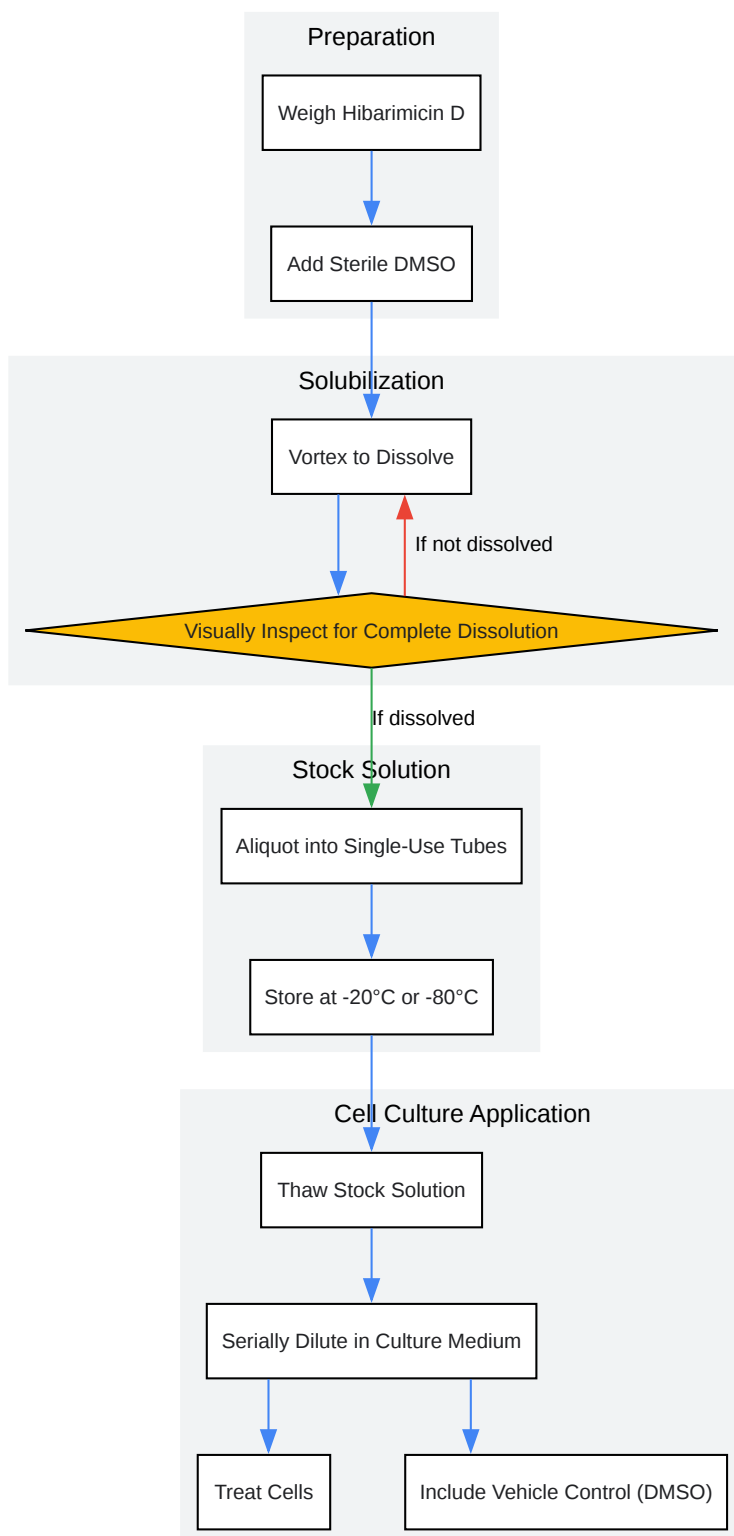 Preparation
Weigh Hibarimicin D
Add Sterile DMSO
Solubilization
Vortex to Dissolve
If not dissolved
Visually Inspect for Complete Dissolution
If dissolved
Stock Solution
Aliquot into Single-Use Tubes
Store at -20°C or -80°C
Cell Culture Application
Thaw Stock Solution
Serially Dilute in Culture Medium
Treat Cells
Include Vehicle Control (DMSO)